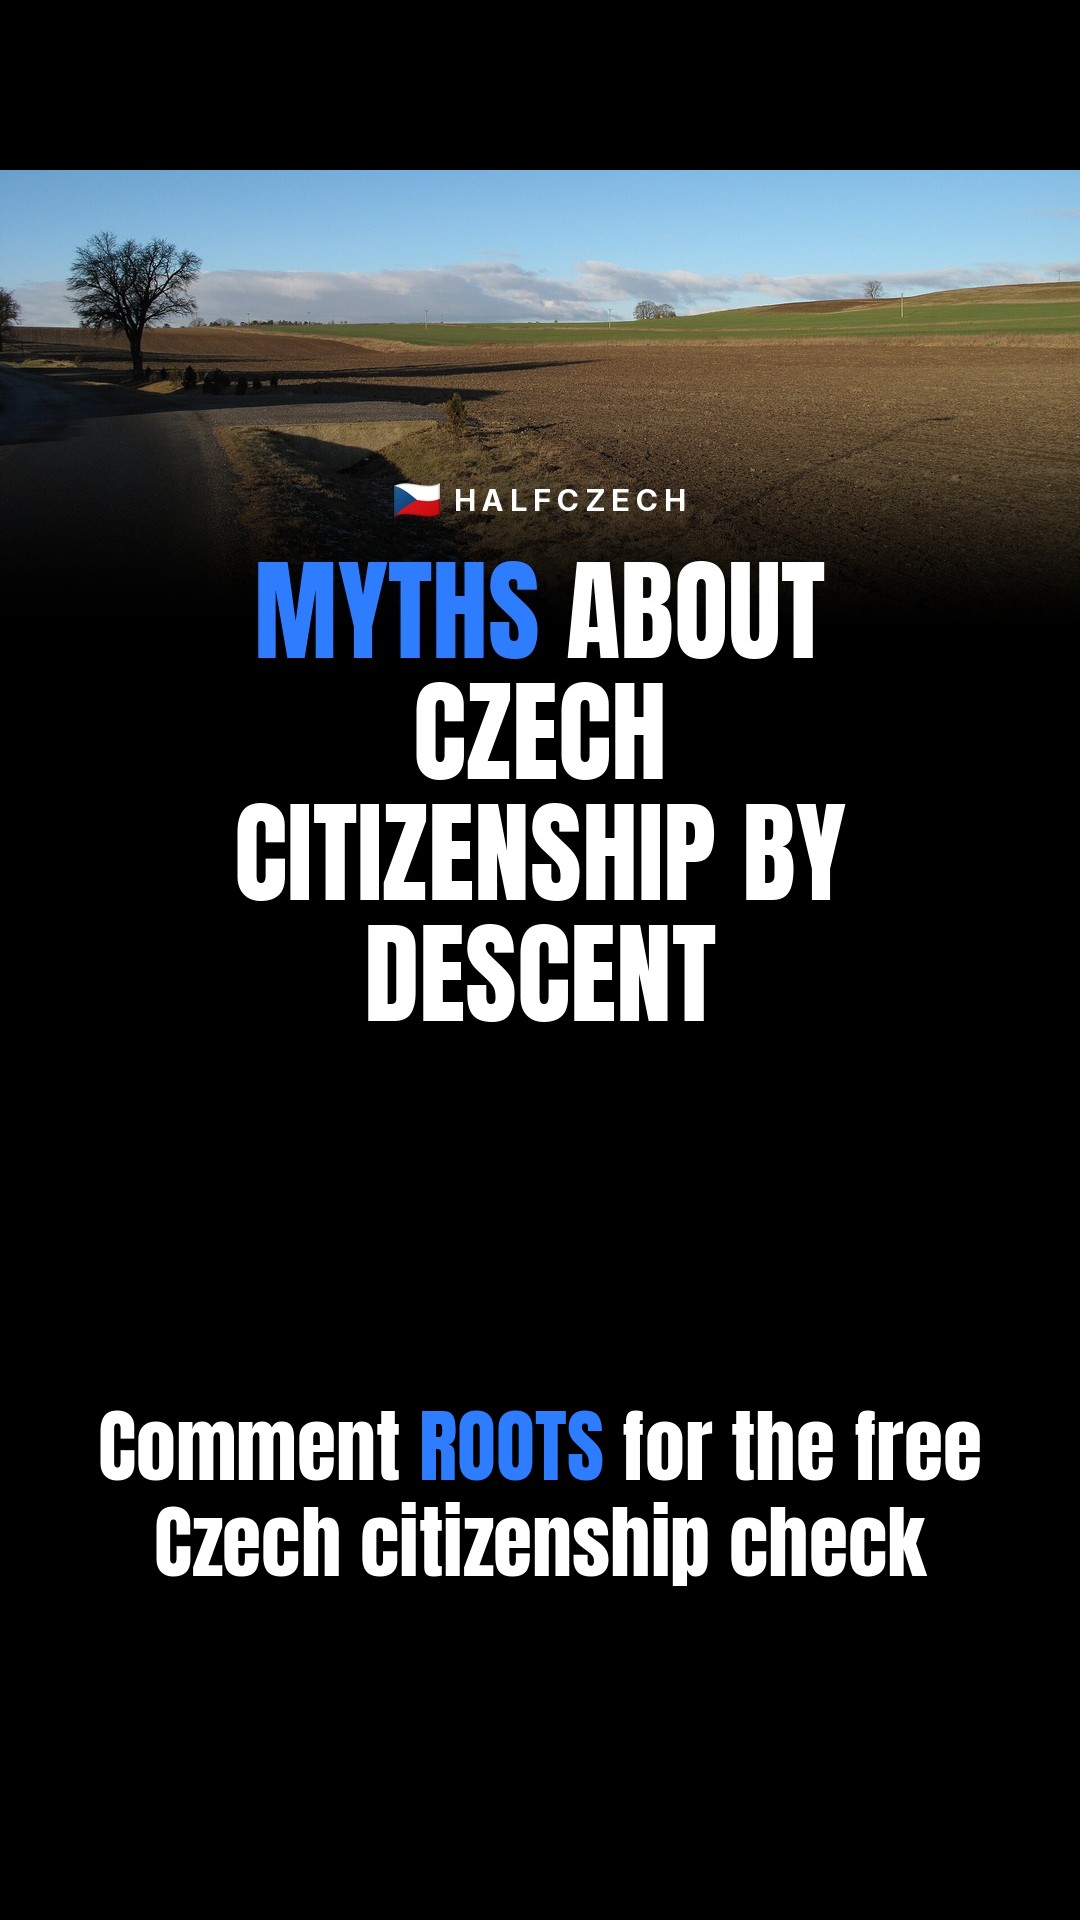 🇨🇿 HALFCZECH
MYTHS ABOUT
CZECH
CITIZENSHIP BY
DESCENT
Comment ROOTS for the free
Czech citizenship check